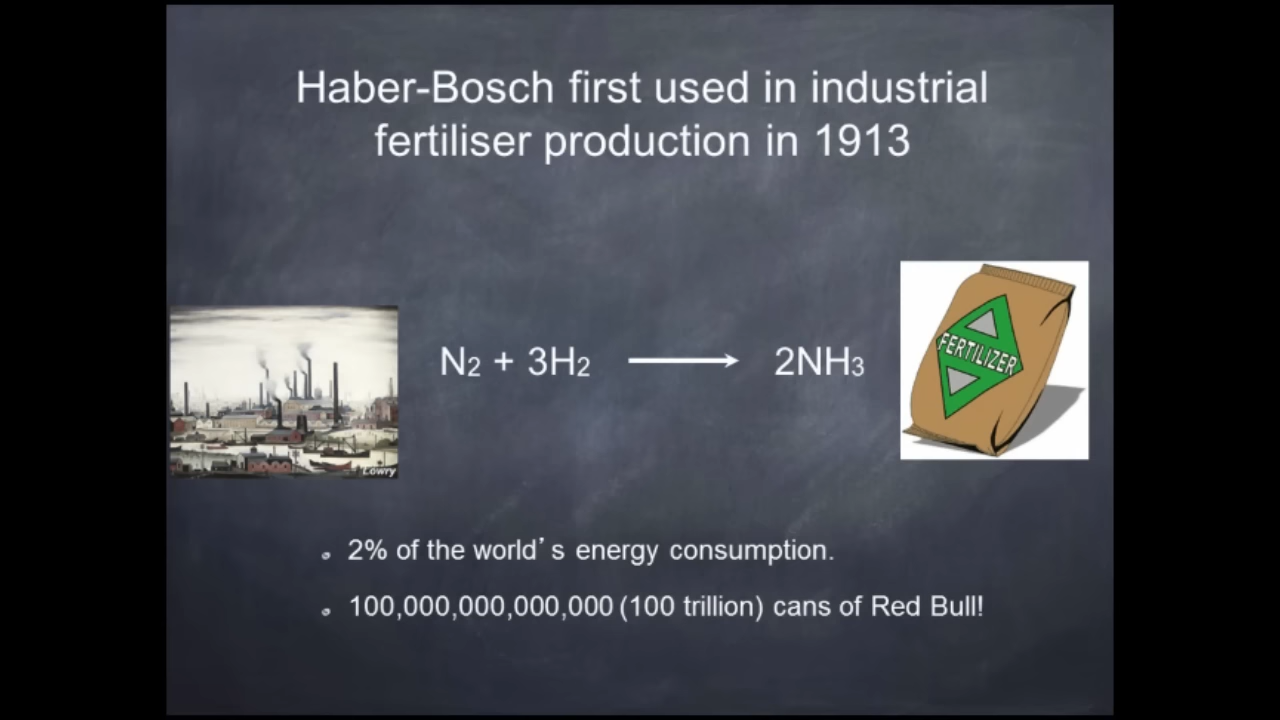 Haber-Bosch first used in industrial
fertiliser production in 1913
N2 + 3H2 → 2NH3
FERTILIZER
Lowry
2% of the world’s energy consumption.
100,000,000,000,000 (100 trillion) cans of Red Bull!